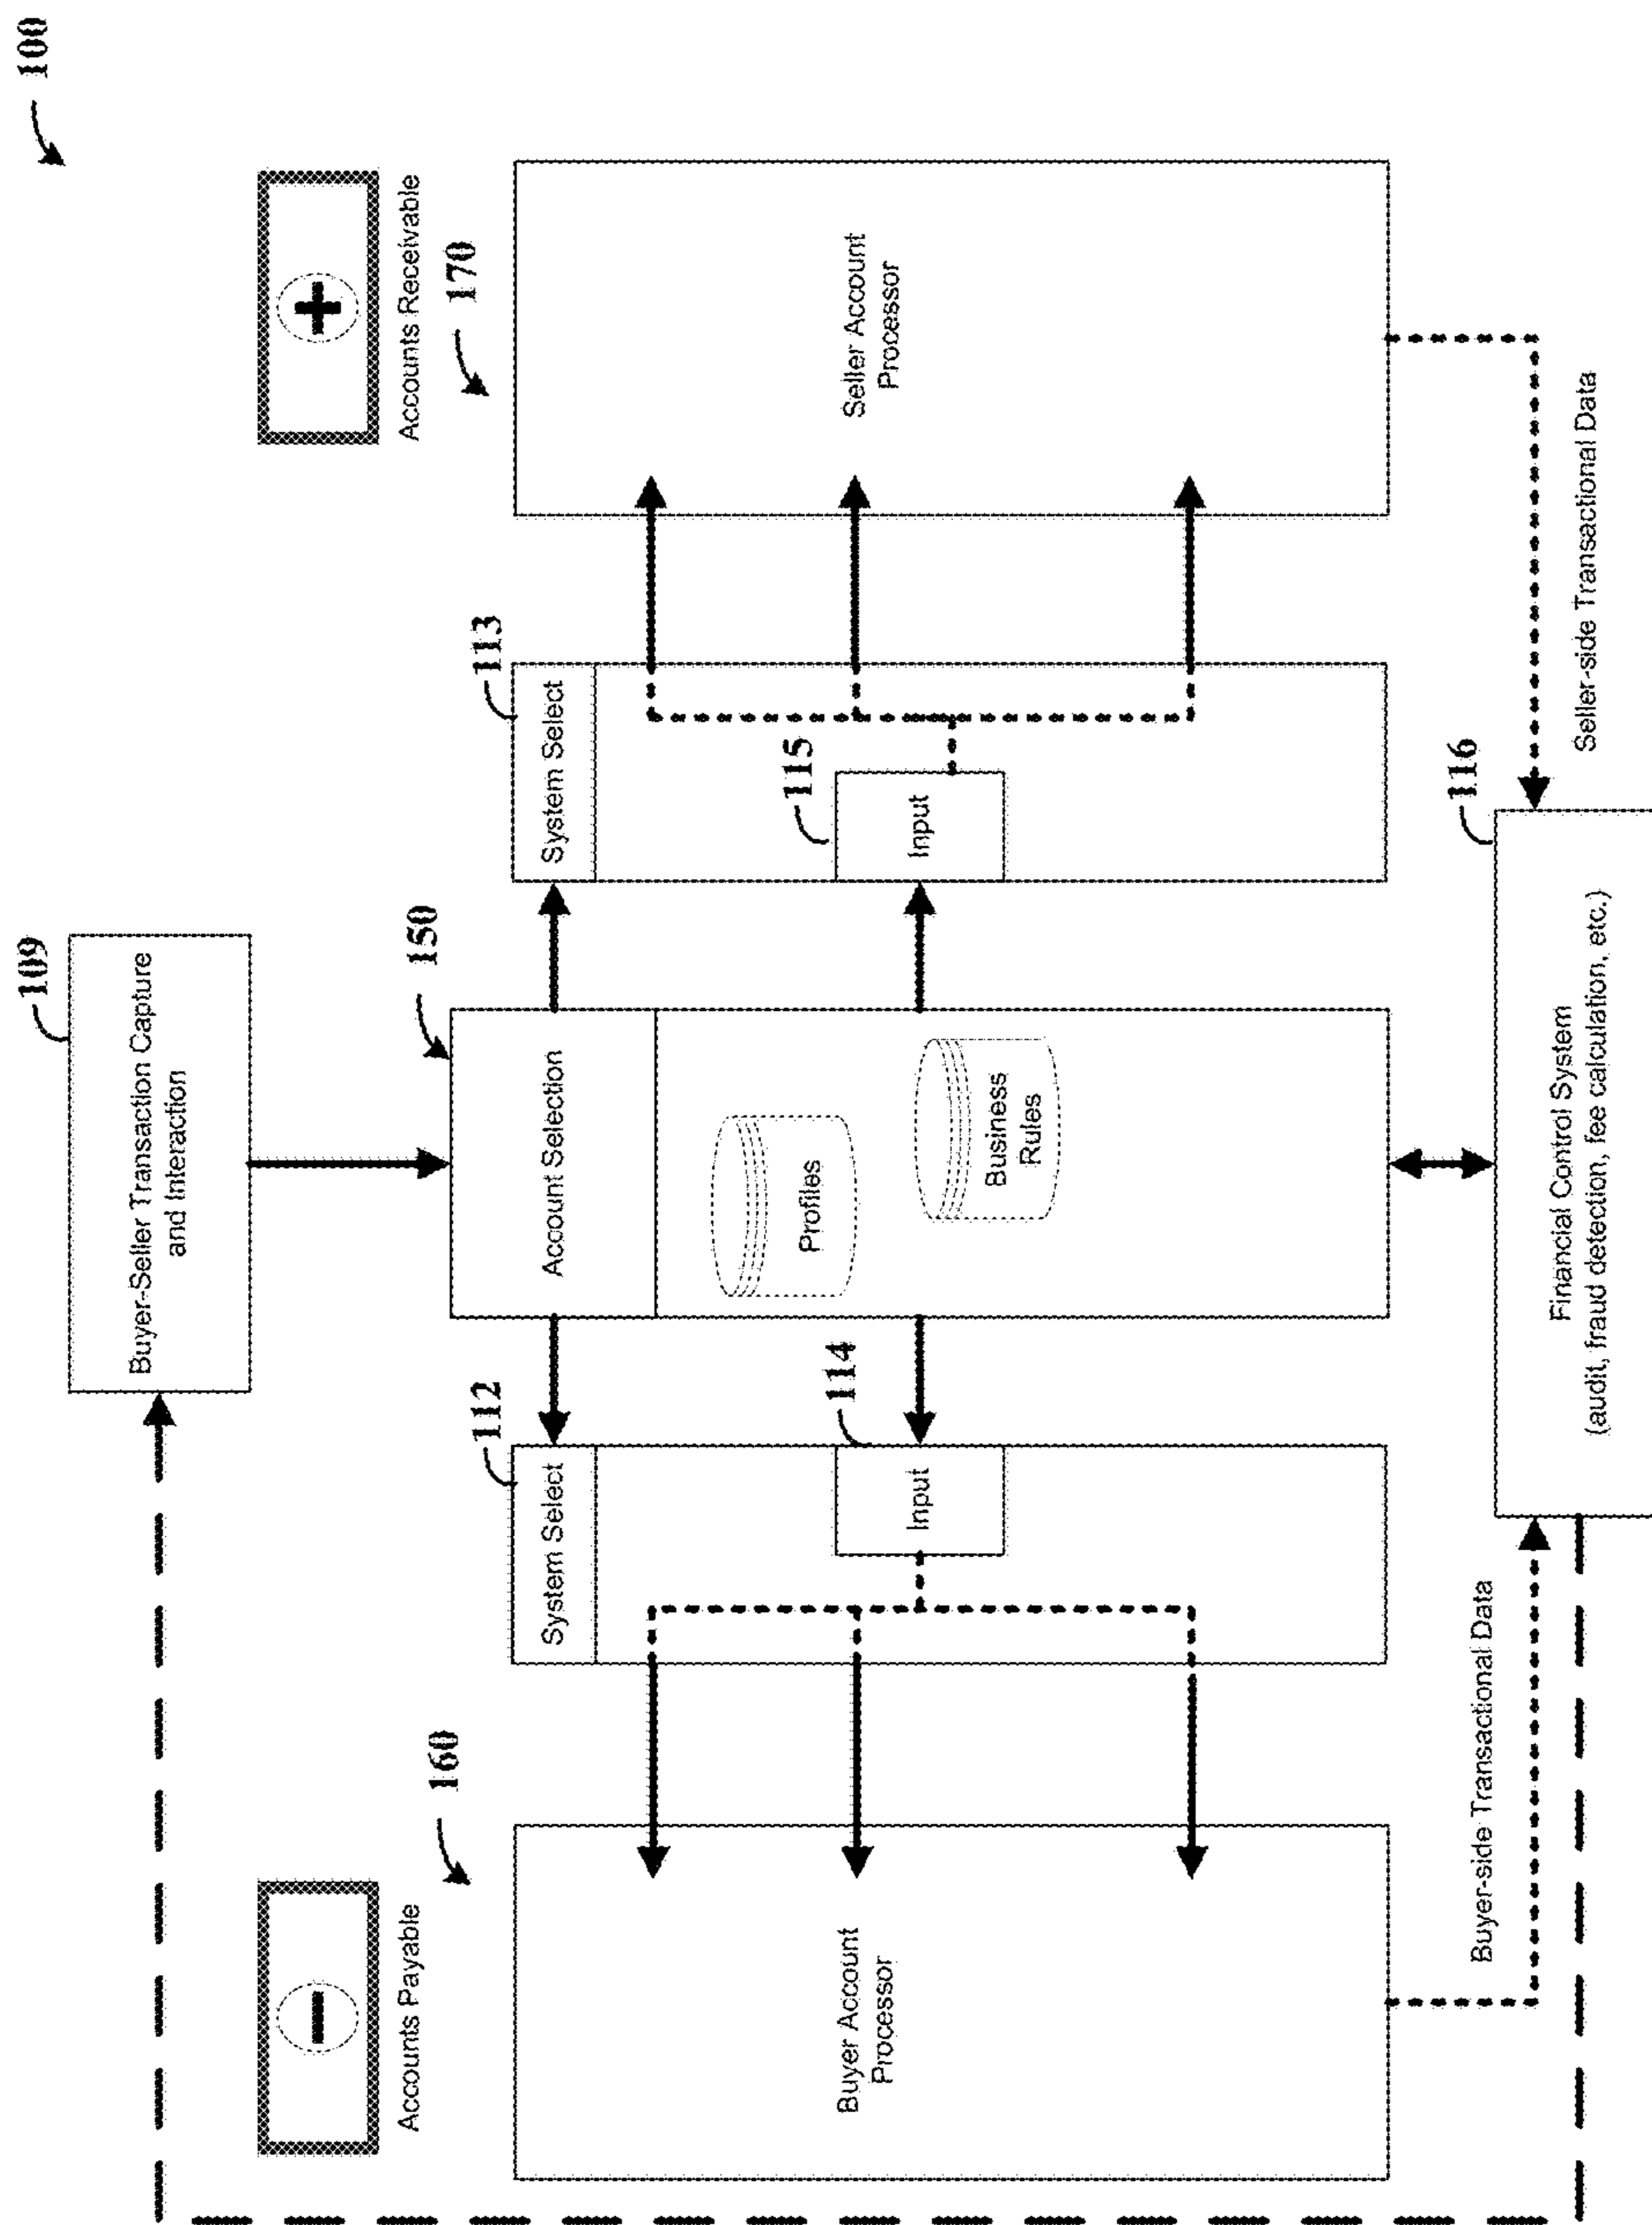 100
109
Buyer-Seller Transaction Capture
and Interaction
Accounts Payable
Accounts Receivable
160
112
150
113
170
System Select
Account Selection
System Select
Profiles
Buyer Account
Processor
114
Input
Business
Rules
115
Input
Seller Account
Processor
Buyer-side Transactional Data
116
Seller-side Transactional Data
Financial Control System
(audit, fraud detection, fee calculation, etc.)